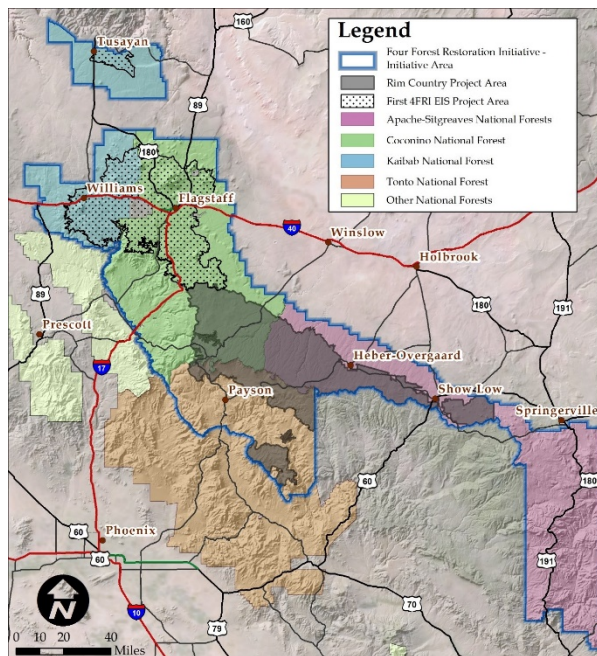 Legend
Four Forest Restoration Initiative -
Initiative Area
Rim Country Project Area
First 4FRI EIS Project Area
Apache-Sitgreaves National Forests
Coconino National Forest
Kaibab National Forest
Tonto National Forest
Other National Forests
Tusayan
160
89
180
Williams
Flagstaff
40
Winslow
Holbrook
89
180
191
Prescott
17
Heber-Overgaard
Payson
Show Low
Springerville
60
180
60
Phoenix
60
191
70
N
10
79
0 10 20 40
Miles